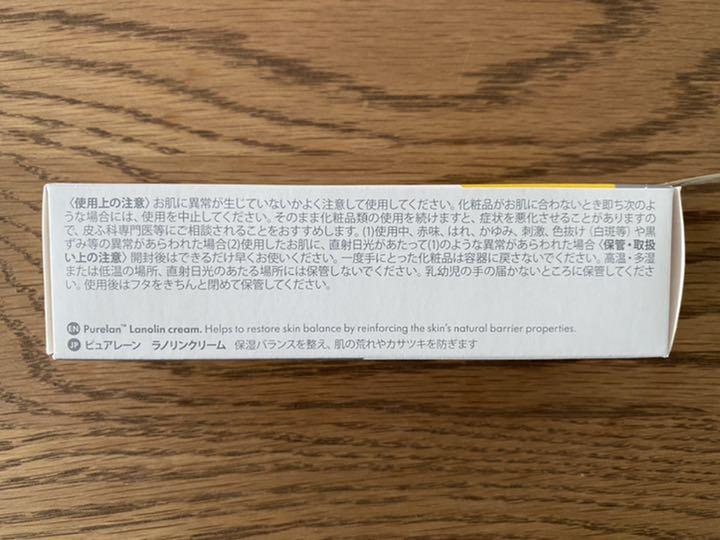 〈使用上の注意〉お肌に異常が生じていないかよく注意して使用してください。化粧品がお肌に合わないとき即ち次のような場合には、使用を中止してください。そのまま化粧品類の使用を続けますと、症状を悪化させることがありますので、皮ふ科専門医等にご相談されることをおすすめします。(1)使用中、赤味、はれ、かゆみ、刺激、色抜け(白斑等)や黒ずみ等の異常があらわれた場合(2)使用したお肌に、直射日光があたって(1)のような異常があらわれた場合〈保管・取扱い上の注意〉開封後はできるだけ早くお使いください。一度手にとった化粧品は容器に戻さないでください。高温・多湿または低温の場所、直射日光のあたる場所には保管しないでください。乳幼児の手の届かないところに保管してください。使用後はフタをきちんと閉めて保管してください。
EN Purelan™ Lanolin cream. Helps to restore skin balance by reinforcing the skin's natural barrier properties.
JP ピュアレーン ラノリンクリーム 保湿バランスを整え、肌の荒れやカサツキを防ぎます